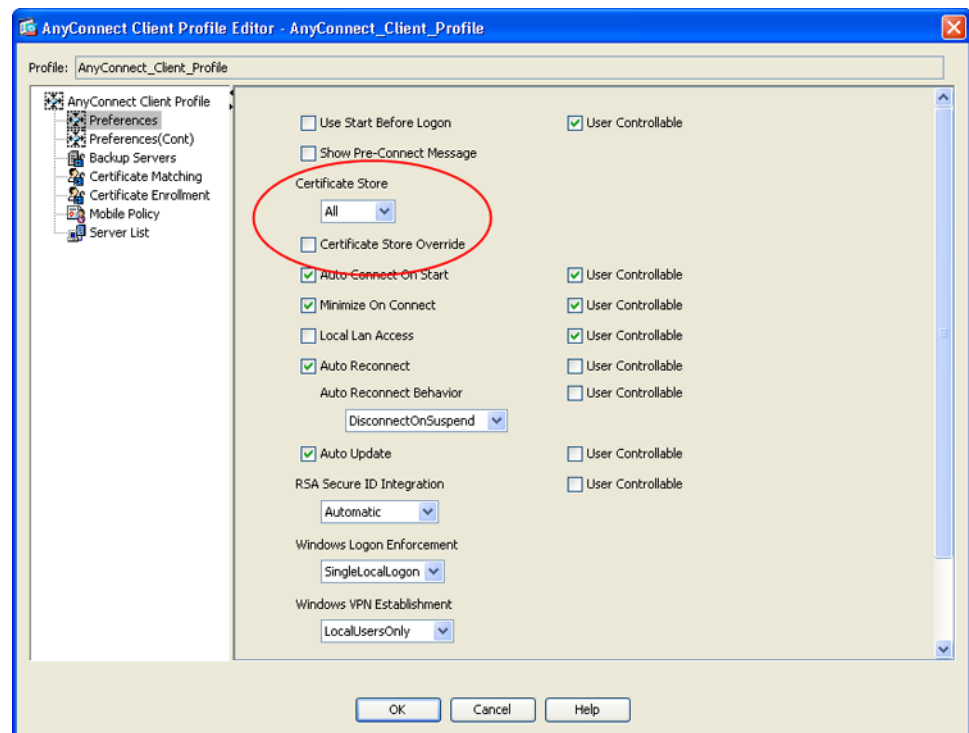 AnyConnect Client Profile Editor - AnyConnect_Client_Profile
Profile: AnyConnect_Client_Profile
AnyConnect Client Profile
Preferences
Preferences(Cont)
Backup Servers
Certificate Matching
Certificate Enrollment
Mobile Policy
Server List
Use Start Before Logon User Controllable
Show Pre-Connect Message
Certificate Store
All
Certificate Store Override
Auto Connect On Start User Controllable
Minimize On Connect User Controllable
Local Lan Access User Controllable
Auto Reconnect User Controllable
Auto Reconnect Behavior User Controllable
DisconnectOnSuspend
Auto Update User Controllable
RSA Secure ID Integration User Controllable
Automatic
Windows Logon Enforcement
SingleLocalLogon
Windows VPN Establishment
LocalUsersOnly
OK Cancel Help